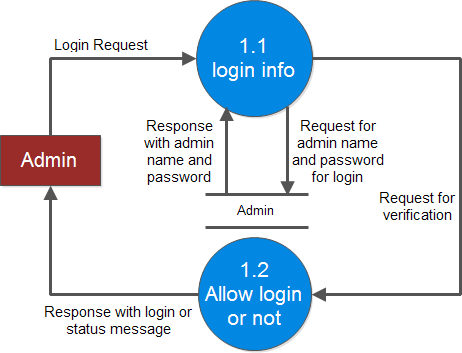 Login Request
1.1
login info
Response
with admin
name and
password
Request for
admin name
and password
for login
Admin
Admin
Request for
verification
1.2
Allow login
or not
Response with login or
status message